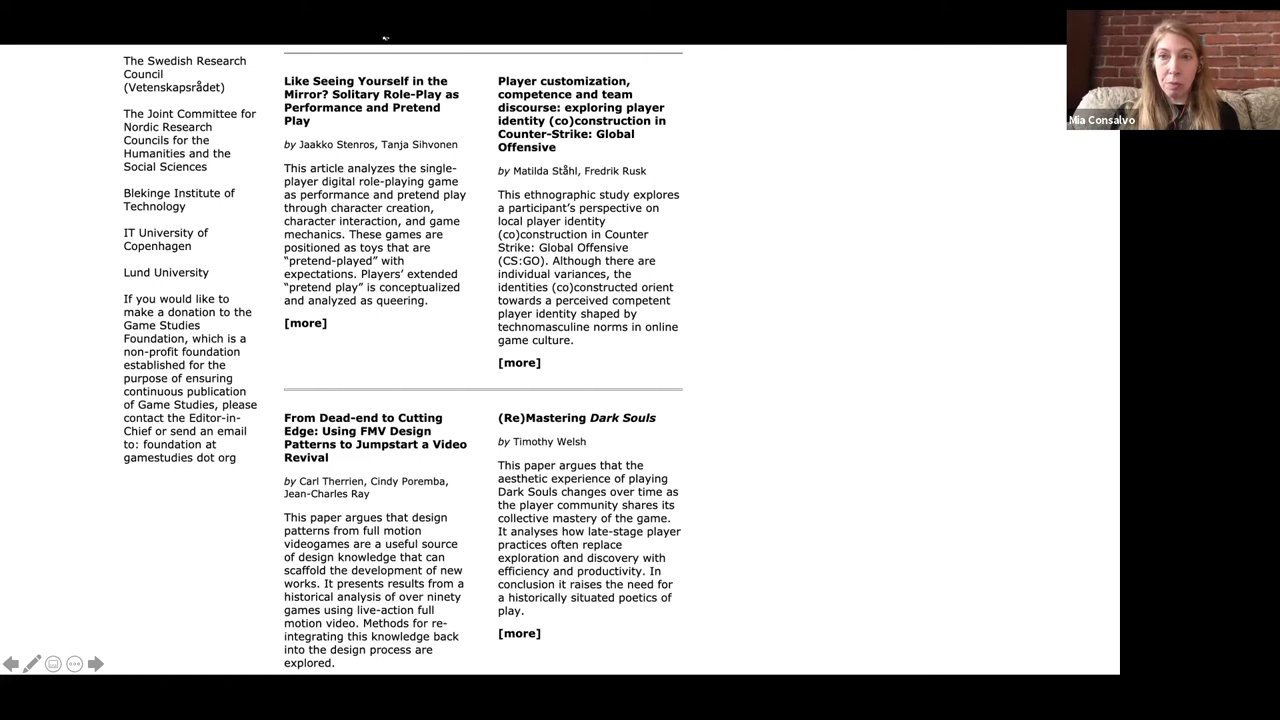 The Swedish Research
Council
(Vetenskapsrådet)
The Joint Committee for
Nordic Research
Councils for the
Humanities and the
Social Sciences
Blekinge Institute of
Technology
IT University of
Copenhagen
Lund University
If you would like to
make a donation to the
Game Studies
Foundation, which is a
non-profit foundation
established for the
purpose of ensuring
continuous publication
of Game Studies, please
contact the Editor-in-
Chief or send an email
to: foundation at
gamestudies dot org
Like Seeing Yourself in the
Mirror? Solitary Role-Play as
Performance and Pretend
Play
by Jaakko Stenros, Tanja Sihvonen
This article analyzes the single-
player digital role-playing game
as performance and pretend play
through character creation,
character interaction, and game
mechanics. These games are
positioned as toys that are
“pretend-played” with
expectations. Players’ extended
“pretend play” is conceptualized
and analyzed as queering.
[more]
Player customization,
competence and team
discourse: exploring player
identity (co)construction in
Counter-Strike: Global
Offensive
by Matilda Ståhl, Fredrik Rusk
This ethnographic study explores
a participant’s perspective on
local player identity
(co)construction in Counter
Strike: Global Offensive
(CS:GO). Although there are
individual variances, the
identities (co)constructed orient
towards a perceived competent
player identity shaped by
technomasculine norms in online
game culture.
[more]
From Dead-end to Cutting
Edge: Using FMV Design
Patterns to Jumpstart a Video
Revival
by Carl Therrien, Cindy Poremba,
Jean-Charles Ray
This paper argues that design
patterns from full motion
videogames are a useful source
of design knowledge that can
scaffold the development of new
works. It presents results from a
historical analysis of over ninety
games using live-action full
motion video. Methods for re-
integrating this knowledge back
into the design process are
explored.
(Re)Mastering Dark Souls
by Timothy Welsh
This paper argues that the
aesthetic experience of playing
Dark Souls changes over time as
the player community shares its
collective mastery of the game.
It analyses how late-stage player
practices often replace
exploration and discovery with
efficiency and productivity. In
conclusion it raises the need for
a historically situated poetics of
play.
[more]
Mia Consalvo